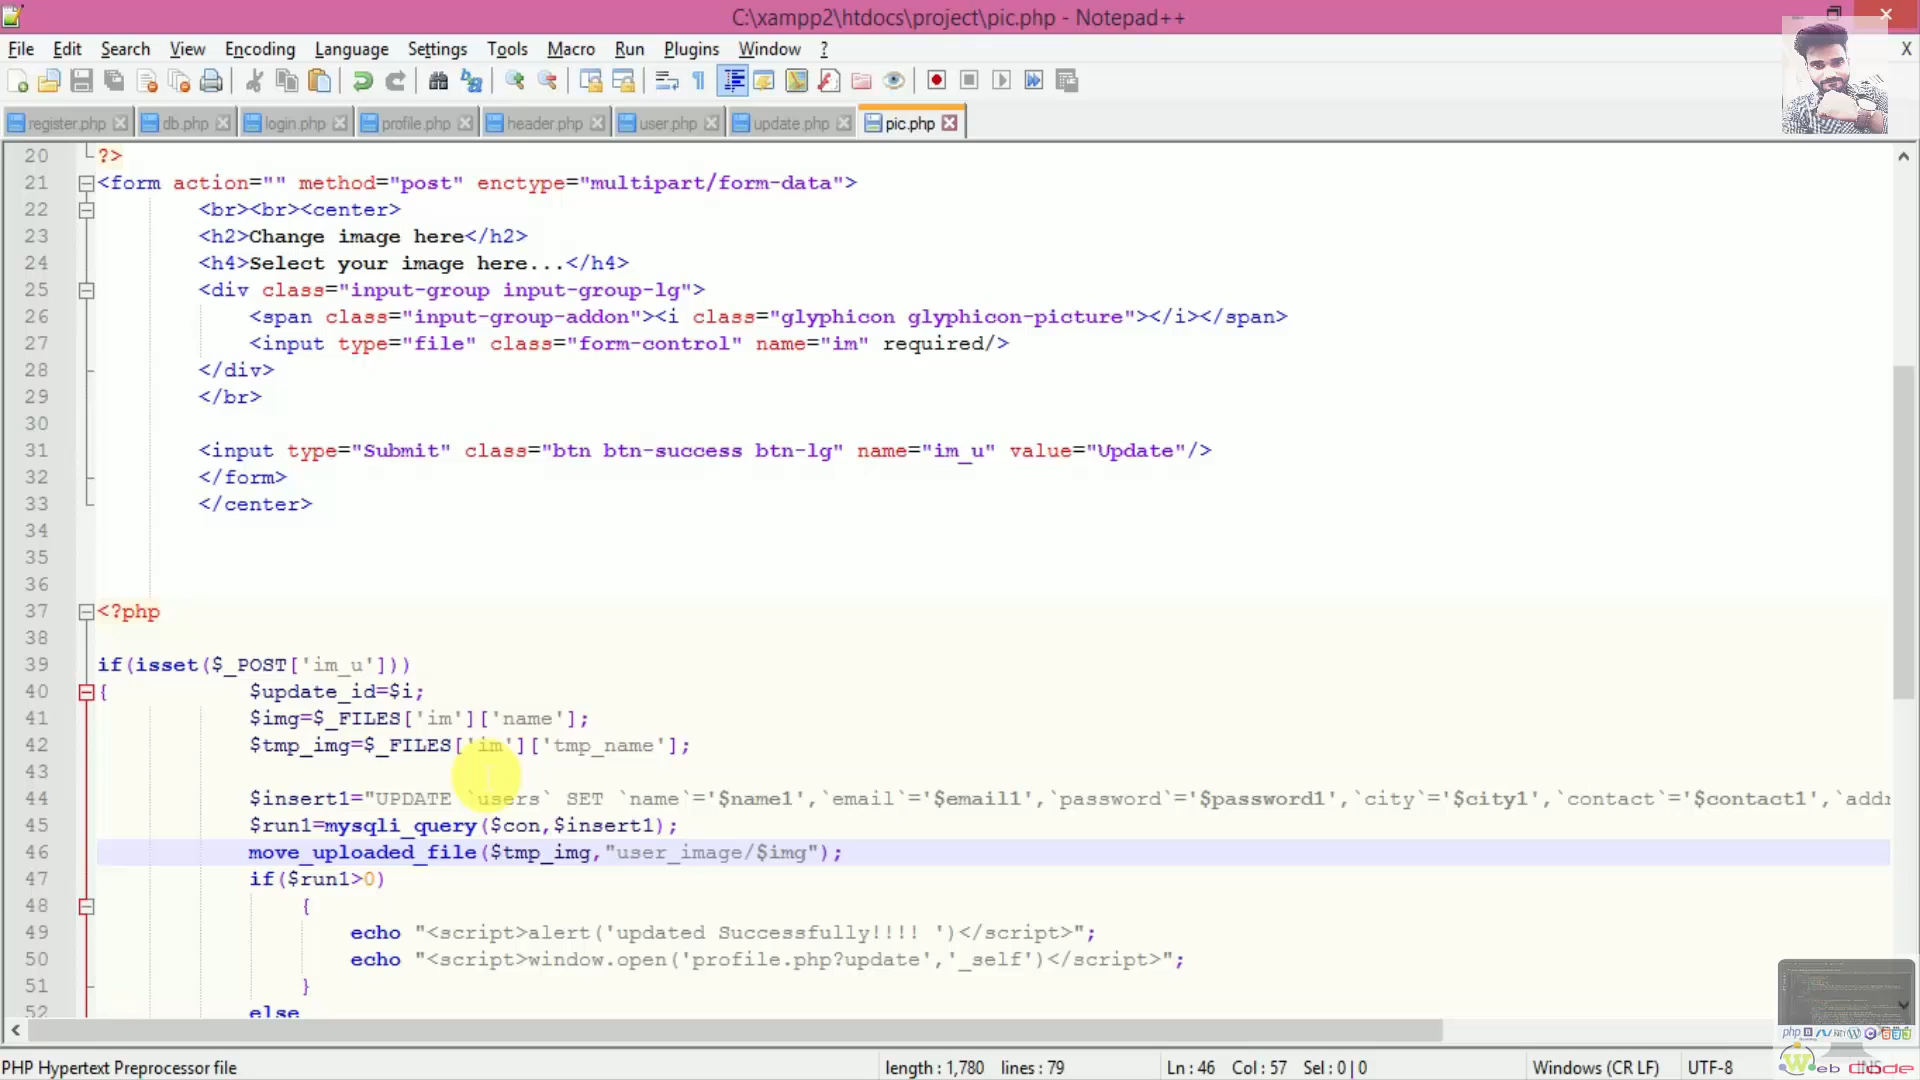 C:\xampp2\htdocs\project\pic.php - Notepad++
File Edit Search View Encoding Language Settings Tools Macro Run Plugins Window ? X
register.php db.php login.php profile.php header.php user.php update.php pic.php
20 ?>
21 <form action="" method="post" enctype="multipart/form-data">
22 <br><br><center>
23 <h2>Change image here</h2>
24 <h4>Select your image here...</h4>
25 <div class="input-group input-group-lg">
26 <span class="input-group-addon"><i class="glyphicon glyphicon-picture"></i></span>
27 <input type="file" class="form-control" name="im" required/>
28 </div>
29 </br>
30
31 <input type="Submit" class="btn btn-success btn-lg" name="im_u" value="Update"/>
32 </form>
33 </center>
34
35
36
37 <?php
38
39 if(isset($_POST['im_u']))
40 { $update_id=$i;
41 $img=$_FILES['im']['name'];
42 $tmp_img=$_FILES['im']['tmp_name'];
43
44 $insert1="UPDATE `users` SET `name`='$name1',`email`='$email1',`password`='$password1',`city`='$city1',`contact`='$contact1',`addr
45 $run1=mysqli_query($con,$insert1);
46 move_uploaded_file($tmp_img,"user_image/$img");
47 if($run1>0)
48 {
49 echo "<script>alert('updated Successfully!!!! ')</script>";
50 echo "<script>window.open('profile.php?update','_self')</script>";
51 }
52 else
PHP Hypertext Preprocessor file length : 1,780 lines : 79 Ln : 46 Col : 57 Sel : 0 | 0 Windows (CR LF) UTF-8
php
Web Code